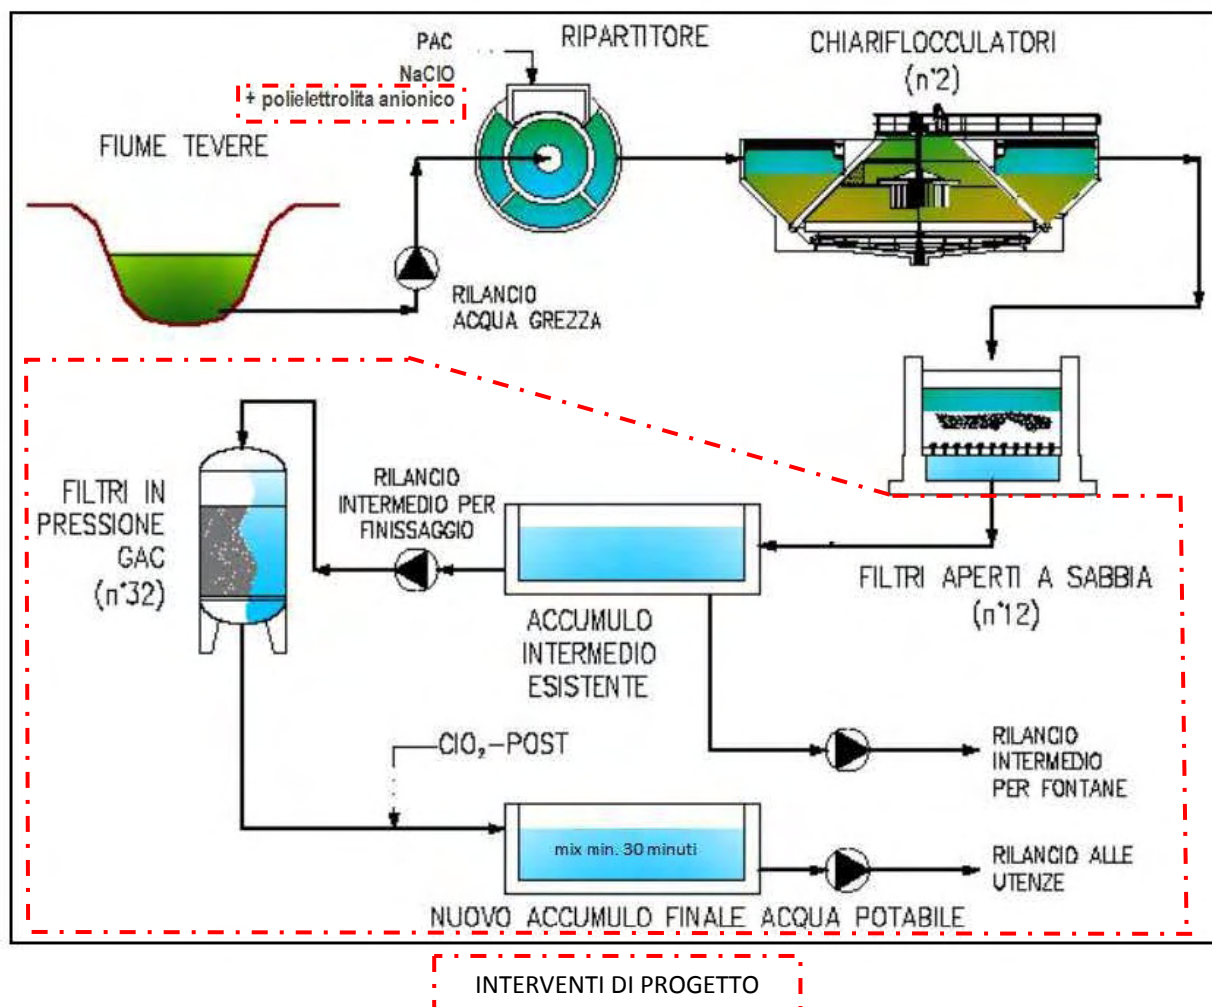 PAC
NaClO
+ polielettrolita anionico
RIPARTITORE
CHIARIFLOCCULATORI
(n°2)
FIUME TEVERE
RILANCIO
ACQUA GREZZA
FILTRI IN
PRESSIONE
GAC
(n°32)
RILANCIO
INTERMEDIO PER
FINISSAGGIO
ACCUMULO
INTERMEDIO
ESISTENTE
FILTRI APERTI A SABBIA
(n°12)
ClO₂-POST
RILANCIO
INTERMEDIO
PER FONTANE
mix min. 30 minuti
RILANCIO ALLE
UTENZE
NUOVO ACCUMULO FINALE ACQUA POTABILE
INTERVENTI DI PROGETTO